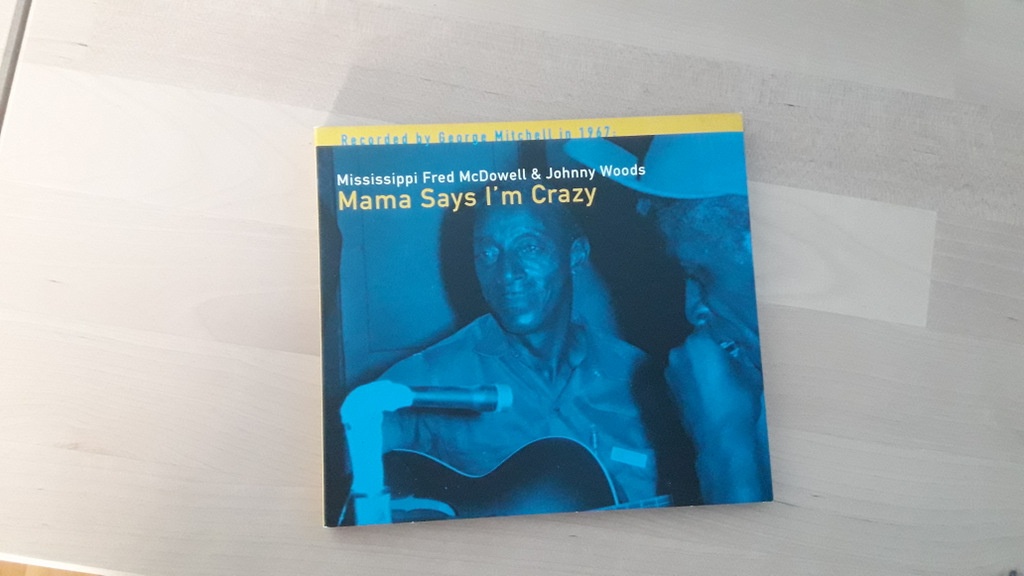 Recorded by George Mitchell in 1967:
Mississippi Fred McDowell & Johnny Woods
Mama Says I'm Crazy